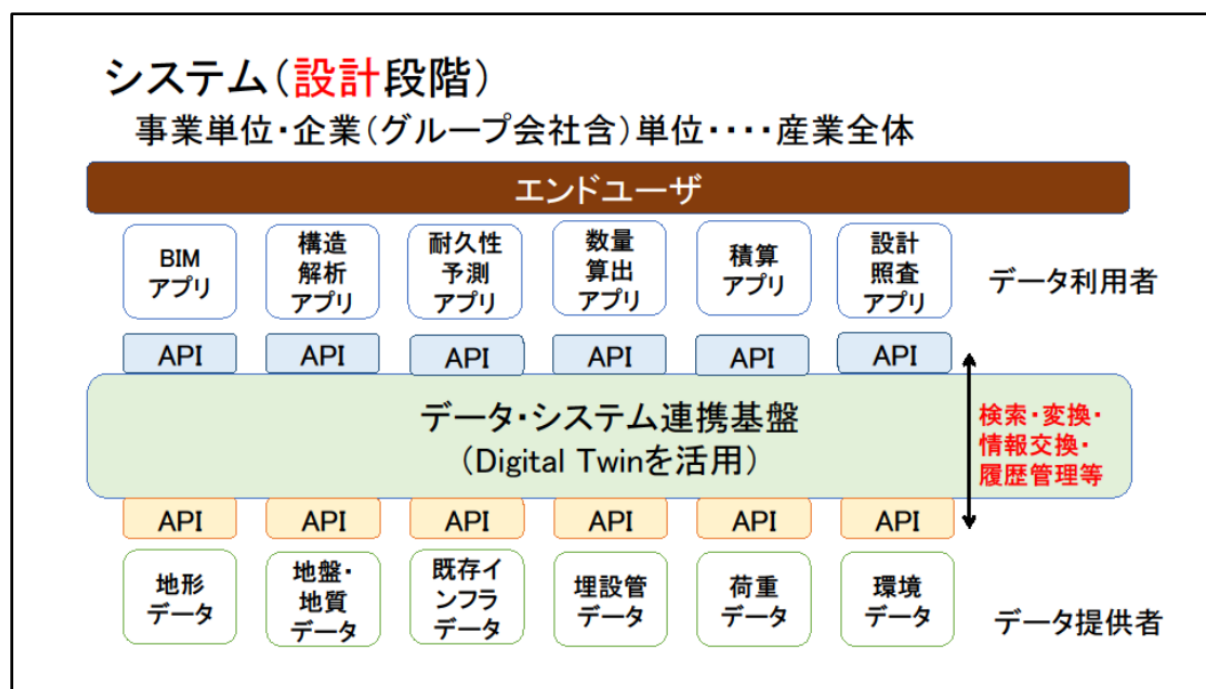 システム（設計段階）
事業単位・企業（グループ会社含）単位・・・・産業全体
エンドユーザ
BIM
アプリ
構造
解析
アプリ
耐久性
予測
アプリ
数量
算出
アプリ
積算
アプリ
設計
照査
アプリ
データ利用者
API
API
API
API
API
API
データ・システム連携基盤
（Digital Twinを活用）
検索・変換・
情報交換・
履歴管理等
API
API
API
API
API
API
地形
データ
地盤・
地質
データ
既存イ
ンフラ
データ
埋設管
データ
荷重
データ
環境
データ
データ提供者